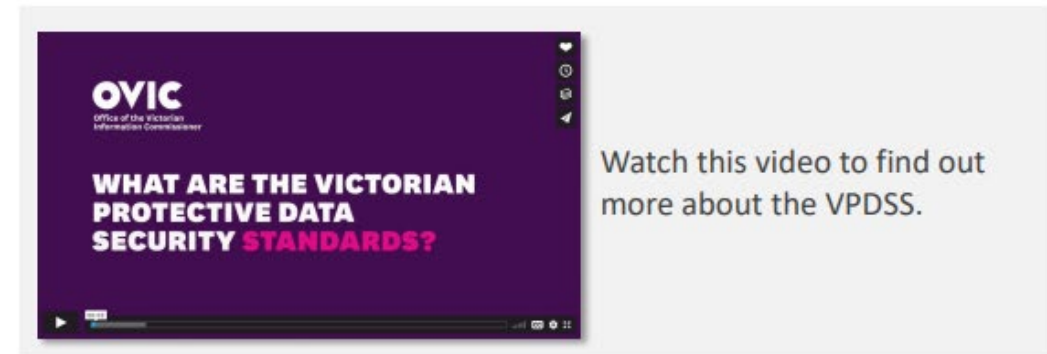 OVIC
Office of the Victorian
Information Commissioner
WHAT ARE THE VICTORIAN
PROTECTIVE DATA
SECURITY STANDARDS?
Watch this video to find out
more about the VPDSS.